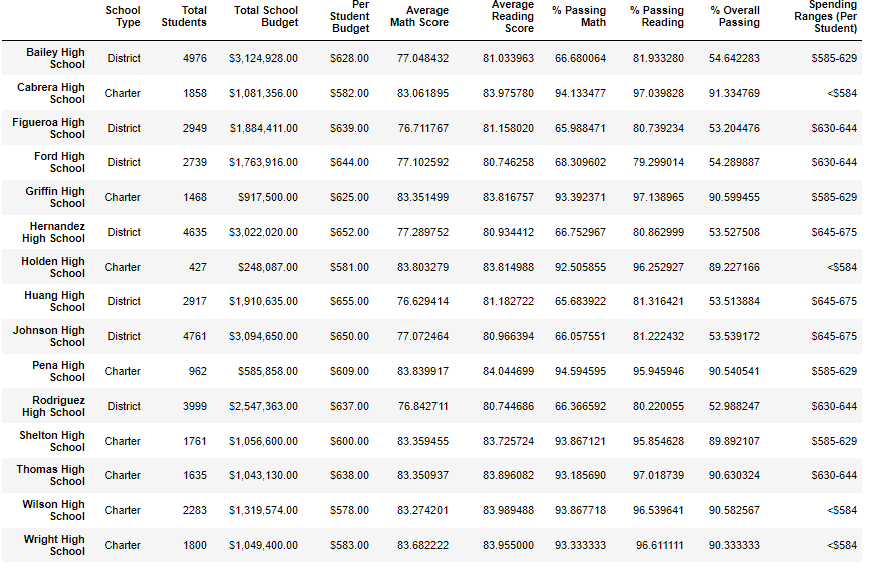 School Type Total Students Total School Budget Per Student Budget Average Math Score Average Reading Score % Passing Math % Passing Reading % Overall Passing Spending Ranges (Per Student)
Bailey High School District 4976 $3,124,928.00 $628.00 77.048432 81.033963 66.680064 81.933280 54.642283 $585-629
Cabrera High School Charter 1858 $1,081,356.00 $582.00 83.061895 83.975780 94.133477 97.039828 91.334769 <$584
Figueroa High School District 2949 $1,884,411.00 $639.00 76.711767 81.158020 65.988471 80.739234 53.204476 $630-644
Ford High School District 2739 $1,763,916.00 $644.00 77.102592 80.746258 68.309602 79.299014 54.289887 $630-644
Griffin High School Charter 1468 $917,500.00 $625.00 83.351499 83.816757 93.392371 97.138965 90.599455 $585-629
Hernandez High School District 4635 $3,022,020.00 $652.00 77.289752 80.934412 66.752967 80.862999 53.527508 $645-675
Holden High School Charter 427 $248,087.00 $581.00 83.803279 83.814988 92.505855 96.252927 89.227166 <$584
Huang High School District 2917 $1,910,635.00 $655.00 76.629414 81.182722 65.683922 81.316421 53.513884 $645-675
Johnson High School District 4761 $3,094,650.00 $650.00 77.072464 80.966394 66.057551 81.222432 53.539172 $645-675
Pena High School Charter 962 $585,858.00 $609.00 83.839917 84.044699 94.594595 95.945946 90.540541 $585-629
Rodriguez High School District 3999 $2,547,363.00 $637.00 76.842711 80.744686 66.366592 80.220055 52.988247 $630-644
Shelton High School Charter 1761 $1,056,600.00 $600.00 83.359455 83.725724 93.867121 95.854628 89.892107 $585-629
Thomas High School Charter 1635 $1,043,130.00 $638.00 83.350937 83.896082 93.185690 97.018739 90.630324 $630-644
Wilson High School Charter 2283 $1,319,574.00 $578.00 83.274201 83.989488 93.867718 96.539641 90.582567 <$584
Wright High School Charter 1800 $1,049,400.00 $583.00 83.682222 83.955000 93.333333 96.611111 90.333333 <$584